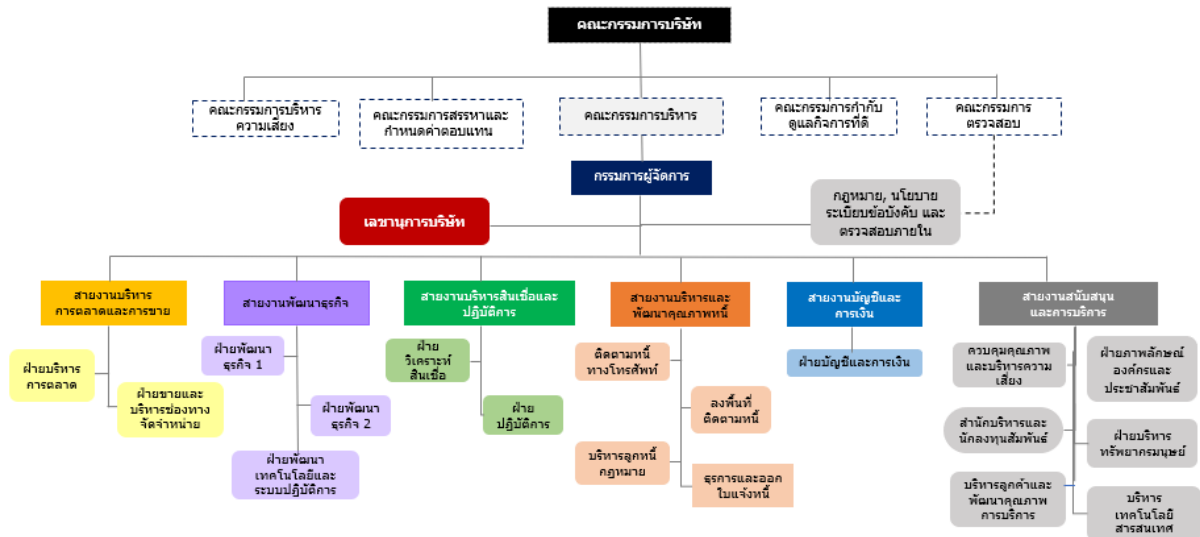 คณะกรรมการบริษัท
คณะกรรมการบริหาร
ความเสี่ยง
คณะกรรมการสรรหาและ
กำหนดค่าตอบแทน
คณะกรรมการบริหาร
คณะกรรมการกำกับ
ดูแลกิจการที่ดี
คณะกรรมการ
ตรวจสอบ
กรรมการผู้จัดการ
เลขานุการบริษัท
กฎหมาย, นโยบาย
ระเบียบข้อบังคับ และ
ตรวจสอบภายใน
สายงานบริหาร
การตลาดและการขาย
สายงานพัฒนาธุรกิจ
สายงานบริหารสินเชื่อและ
ปฏิบัติการ
สายงานบริหารและ
พัฒนาคุณภาพหนี้
สายงานบัญชีและ
การเงิน
สายงานสนับสนุน
และการบริการ
ฝ่ายบริหาร
การตลาด
ฝ่ายขายและ
บริหารช่องทาง
จัดจำหน่าย
ฝ่ายพัฒนา
ธุรกิจ 1
ฝ่ายพัฒนา
ธุรกิจ 2
ฝ่ายพัฒนา
เทคโนโลยีและ
ระบบปฏิบัติการ
ฝ่าย
วิเคราะห์
สินเชื่อ
ฝ่าย
ปฏิบัติการ
ติดตามหนี้
ทางโทรศัพท์
ลงพื้นที่
ติดตามหนี้
บริหารลูกหนี้
กฎหมาย
ธุรการและออก
ใบแจ้งหนี้
ฝ่ายบัญชีและการเงิน
ควบคุมคุณภาพ
และบริหารความ
เสี่ยง
ฝ่ายภาพลักษณ์
องค์กรและ
ประชาสัมพันธ์
สำนักบริหารและ
นักลงทุนสัมพันธ์
ฝ่ายบริหาร
ทรัพยากรมนุษย์
บริหารลูกค้าและ
พัฒนาคุณภาพ
การบริการ
บริหาร
เทคโนโลยี
สารสนเทศ